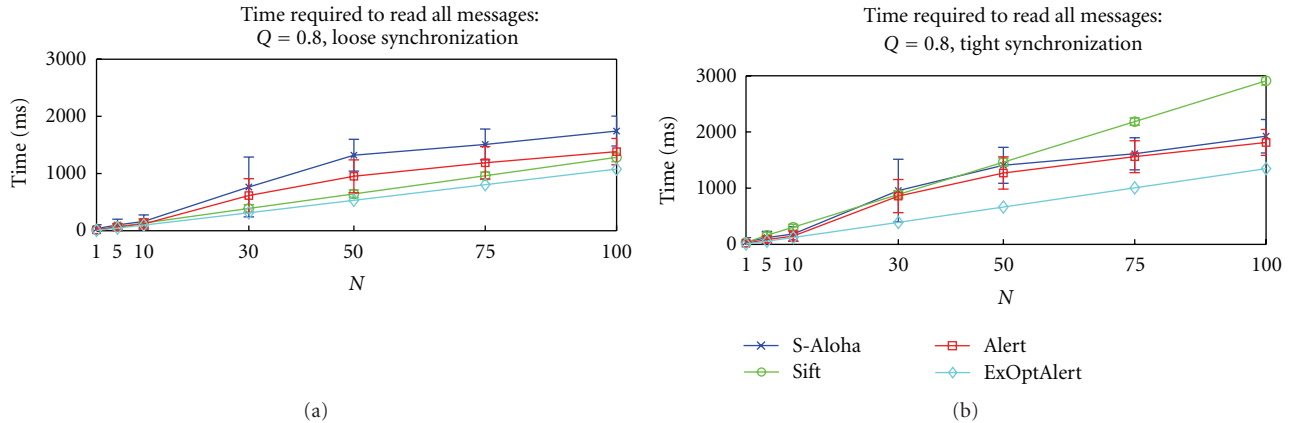 Time required to read all messages:
Q = 0.8, loose synchronization
3000
2000
1000
0
Time (ms)
1 5 10 30 50 75 100
N
(a)
Time required to read all messages:
Q = 0.8, tight synchronization
3000
2000
1000
0
Time (ms)
1 5 10 30 50 75 100
N
S-Aloha
Sift
Alert
ExOptAlert
(b)